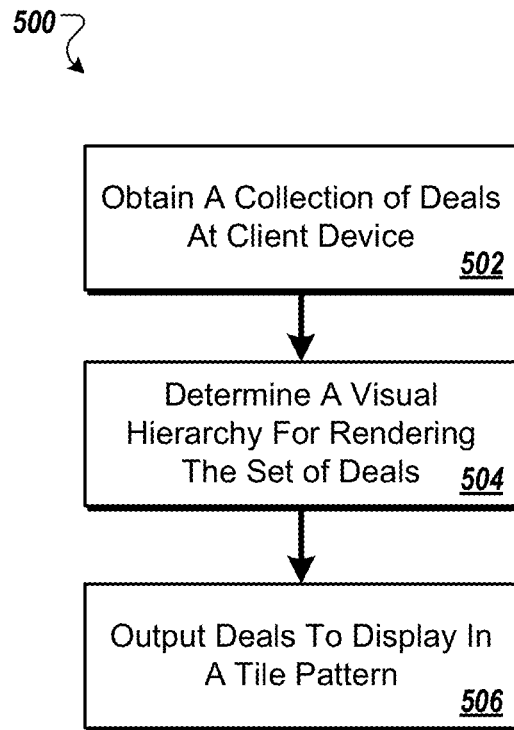 500
Obtain A Collection of Deals
At Client Device
502
Determine A Visual
Hierarchy For Rendering
The Set of Deals
504
Output Deals To Display In
A Tile Pattern
506